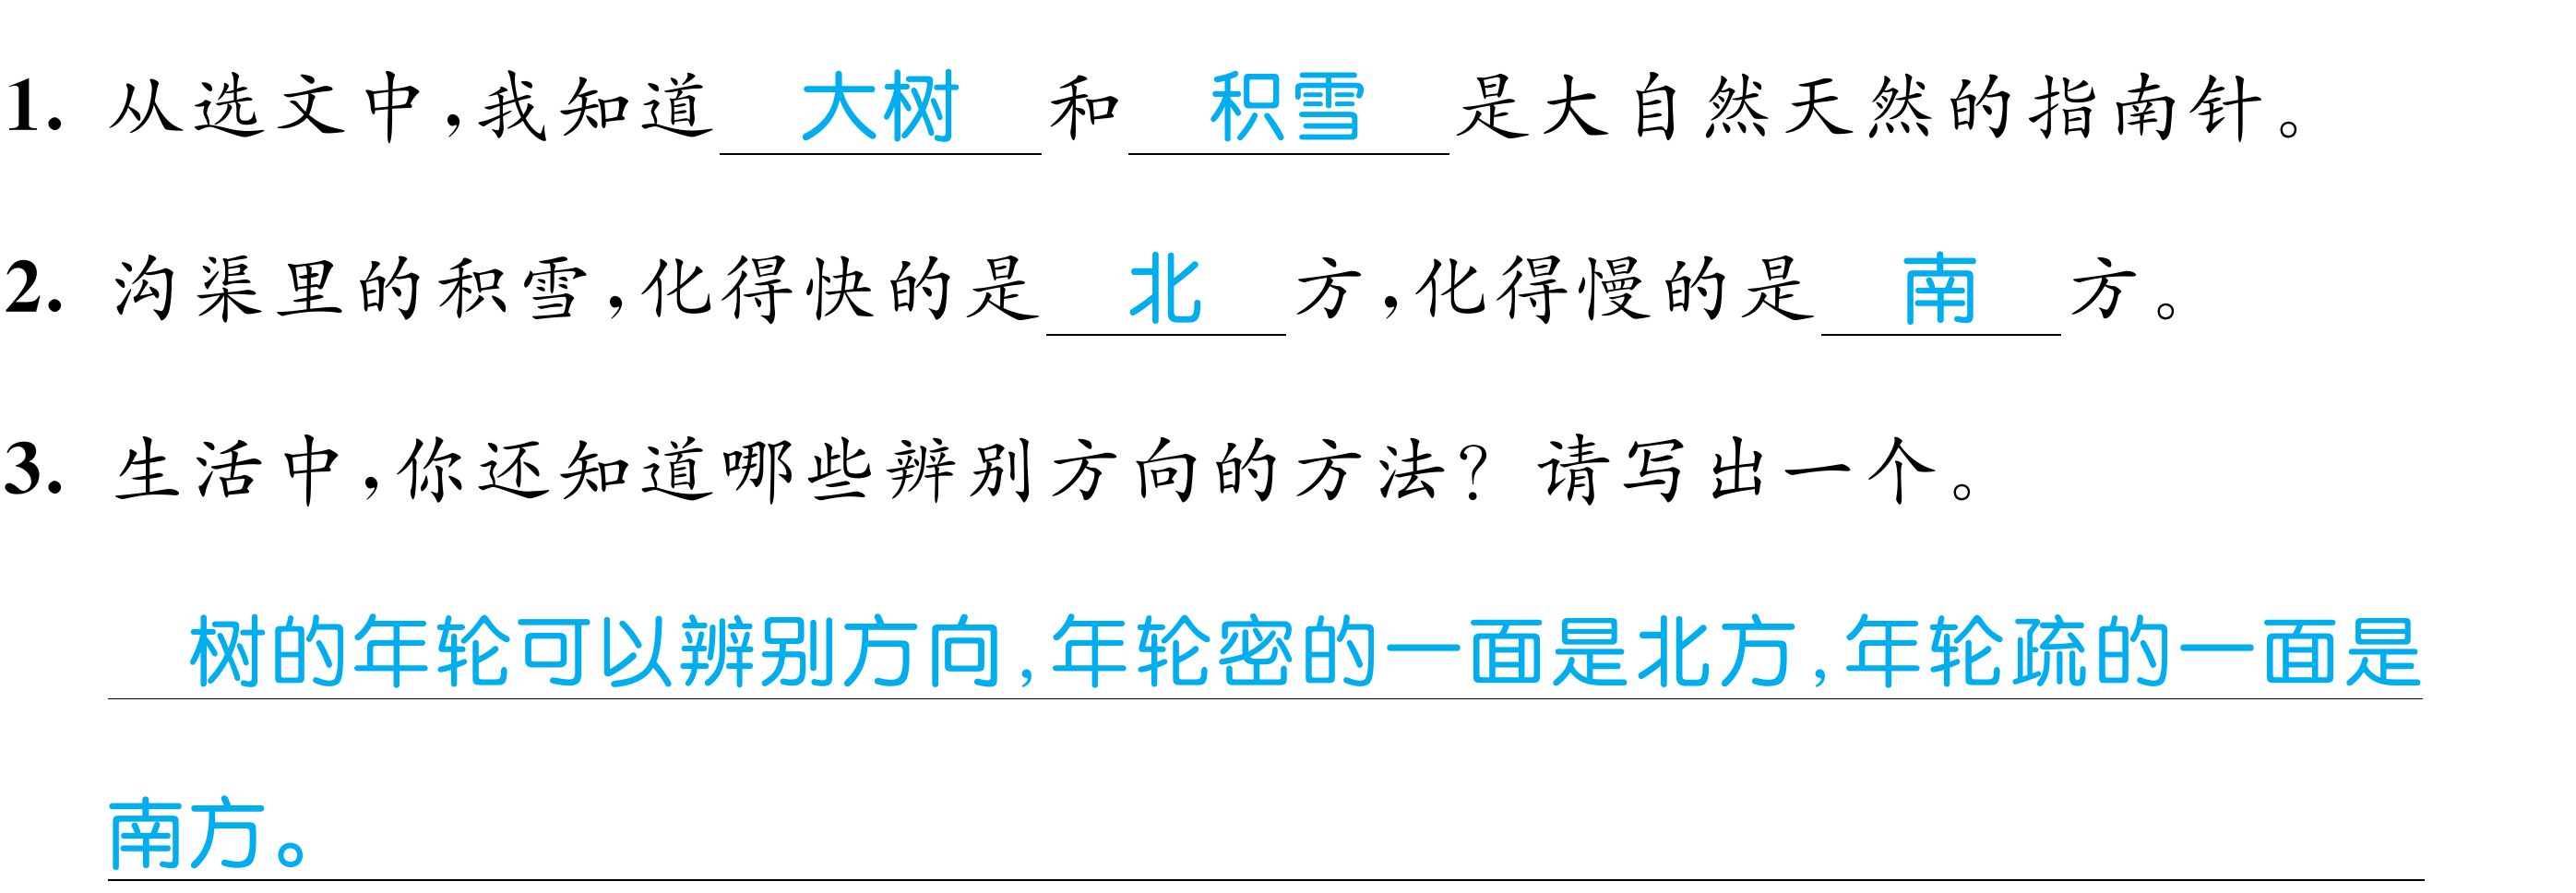 1. 从选文中,我知道 大树 和 积雪 是大自然天然的指南针。
2. 沟渠里的积雪,化得快的是 北 方,化得慢的是 南 方。
3. 生活中,你还知道哪些辨别方向的方法? 请写出一个。
树的年轮可以辨别方向,年轮密的一面是北方,年轮疏的一面是
南方。